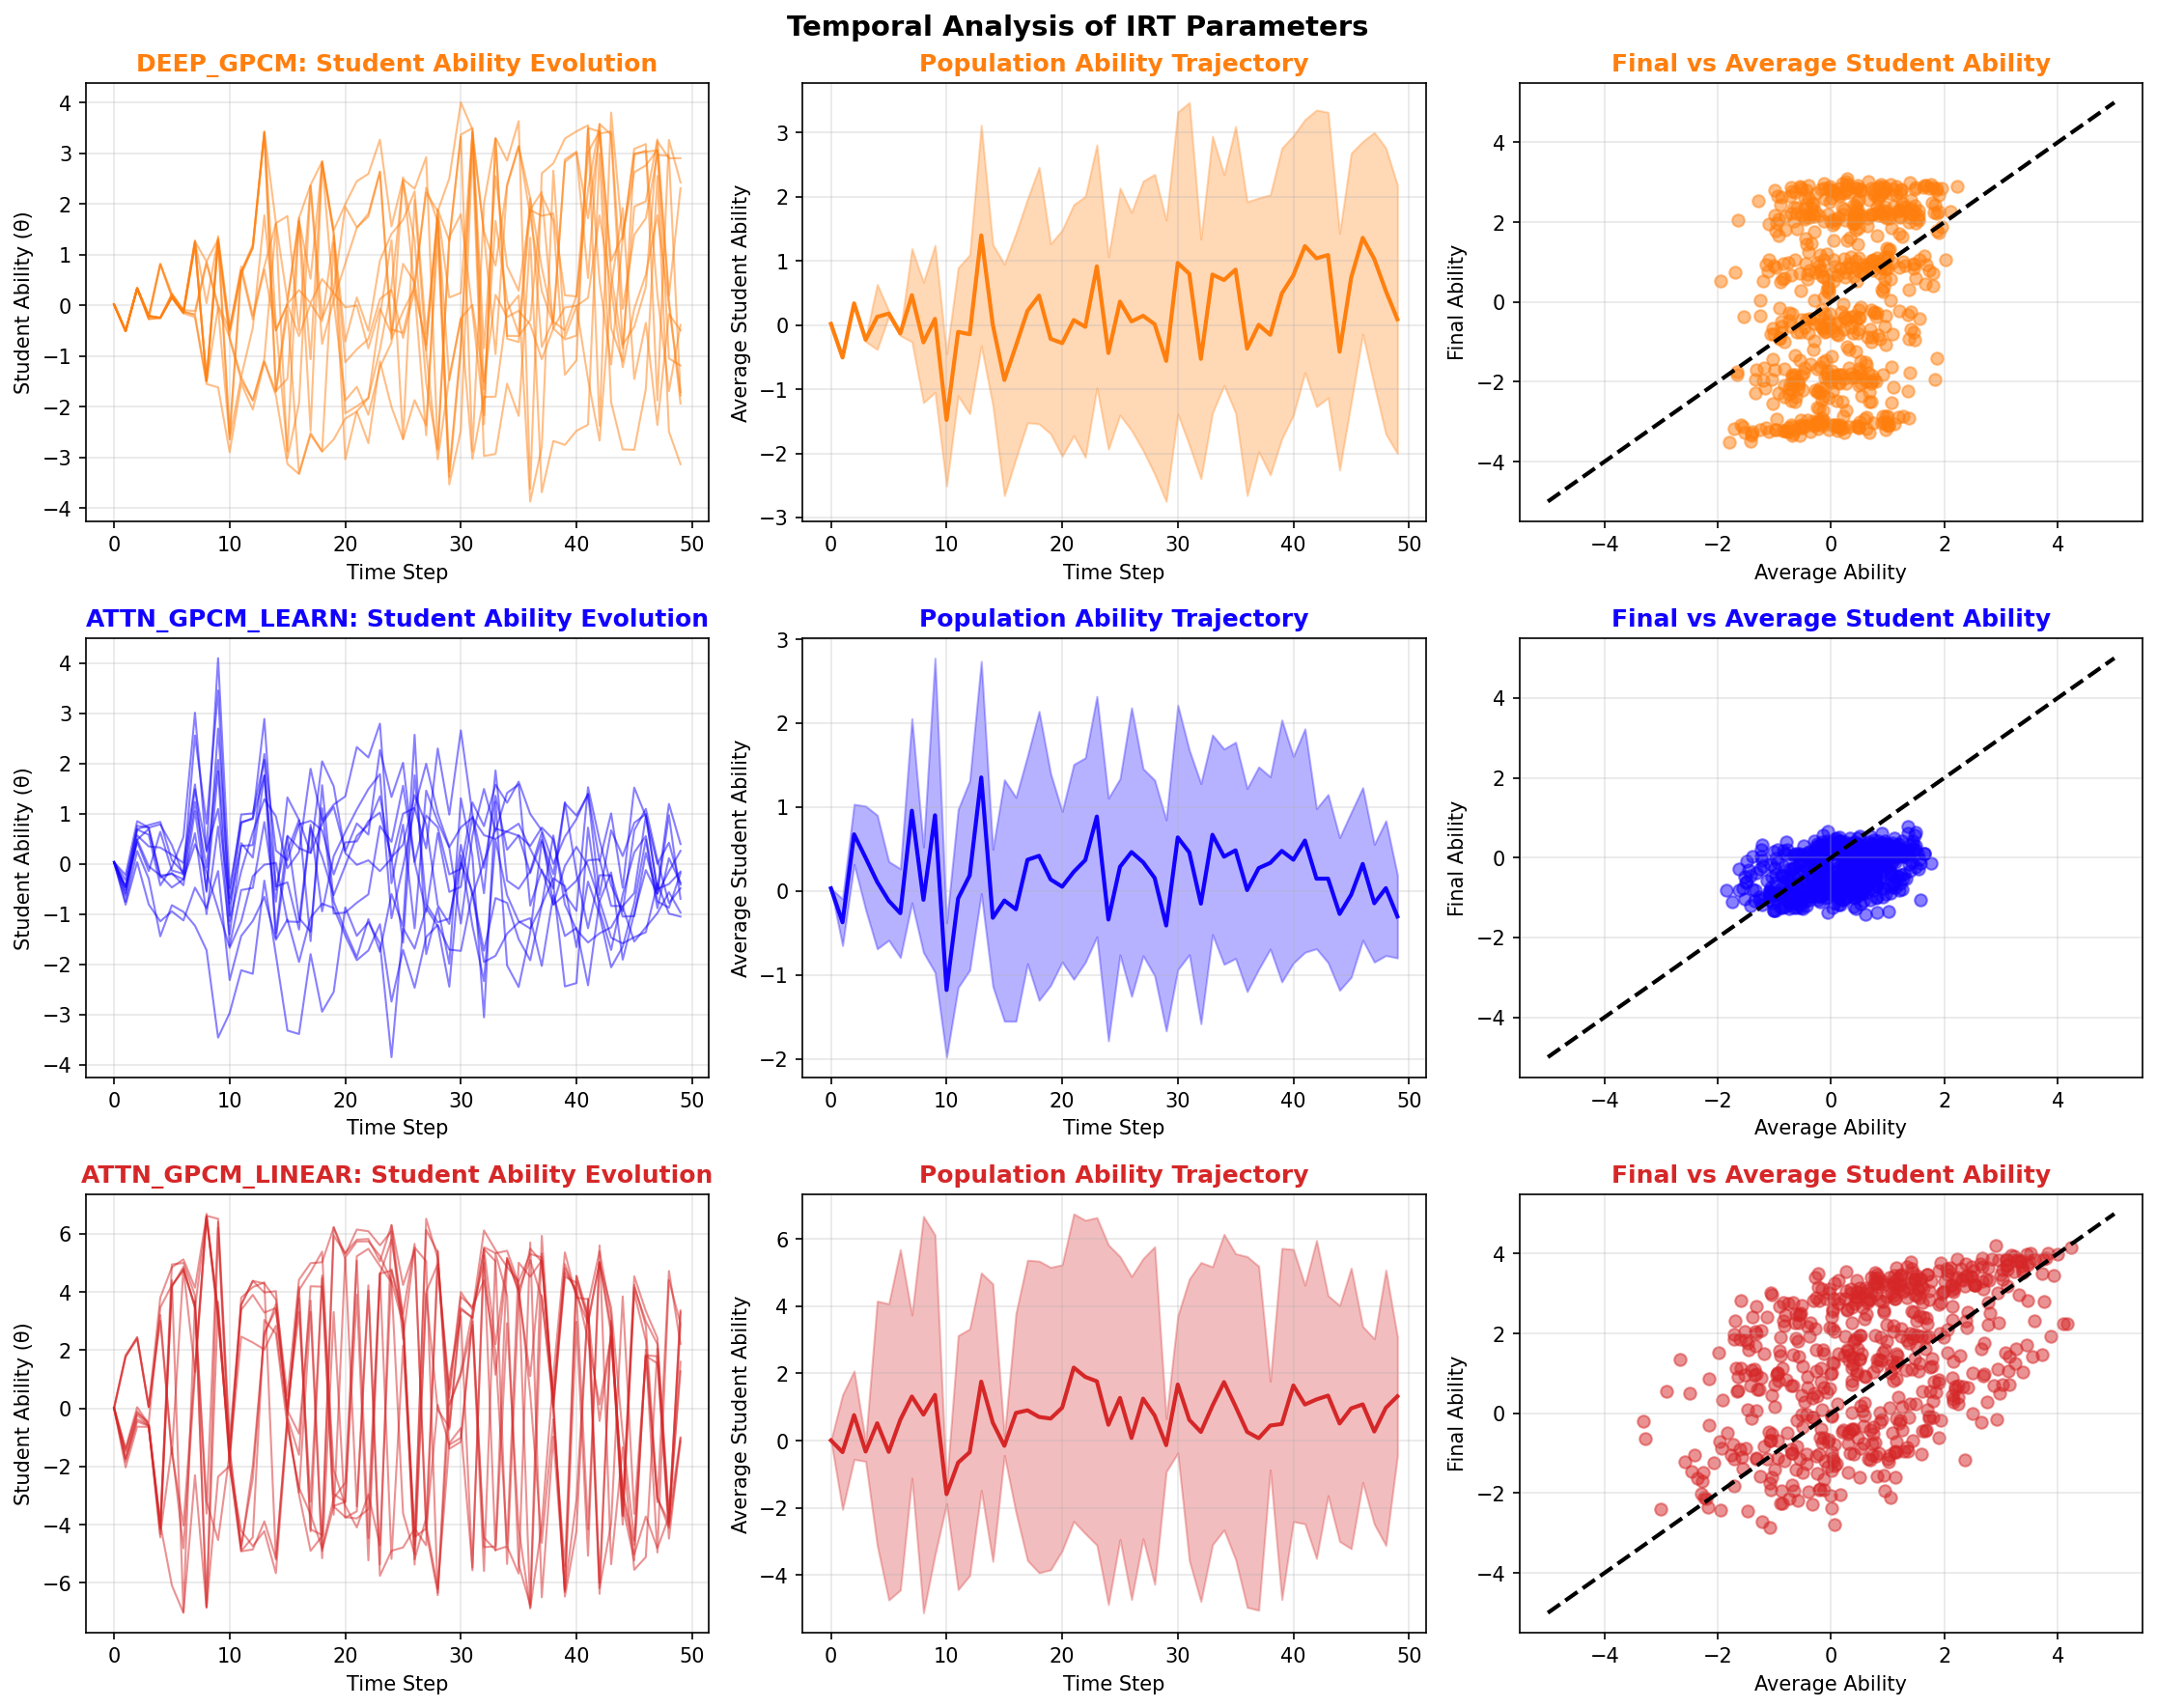 Temporal Analysis of IRT Parameters
DEEP_GPCM: Student Ability Evolution
Student Ability (θ)
4
3
2
1
0
−1
−2
−3
−4
0 10 20 30 40 50
Time Step
Population Ability Trajectory
Average Student Ability
3
2
1
0
−1
−2
−3
0 10 20 30 40 50
Time Step
Final vs Average Student Ability
Final Ability
4
2
0
−2
−4
−4 −2 0 2 4
Average Ability
ATTN_GPCM_LEARN: Student Ability Evolution
Student Ability (θ)
4
3
2
1
0
−1
−2
−3
−4
0 10 20 30 40 50
Time Step
Population Ability Trajectory
Average Student Ability
3
2
1
0
−1
−2
0 10 20 30 40 50
Time Step
Final vs Average Student Ability
Final Ability
4
2
0
−2
−4
−4 −2 0 2 4
Average Ability
ATTN_GPCM_LINEAR: Student Ability Evolution
Student Ability (θ)
6
4
2
0
−2
−4
−6
0 10 20 30 40 50
Time Step
Population Ability Trajectory
Average Student Ability
6
4
2
0
−2
−4
0 10 20 30 40 50
Time Step
Final vs Average Student Ability
Final Ability
4
2
0
−2
−4
−4 −2 0 2 4
Average Ability